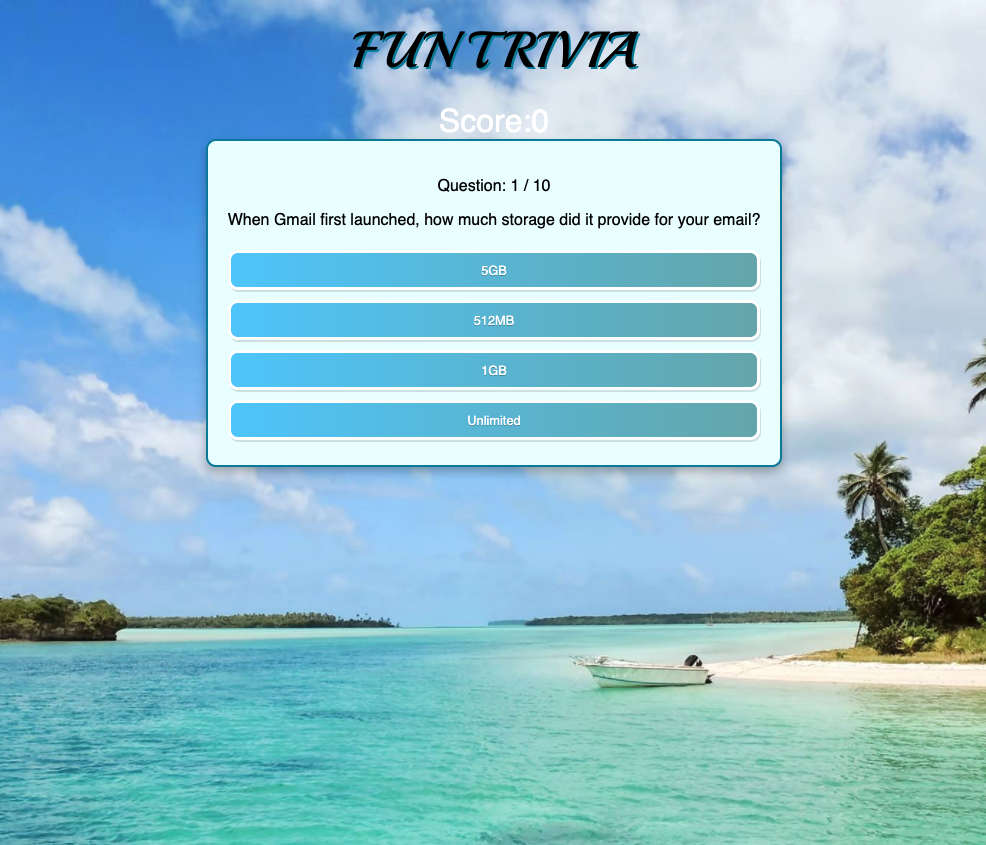 FUN TRIVIA
Score:0
Question: 1 / 10
When Gmail first launched, how much storage did it provide for your email?
5GB
512MB
1GB
Unlimited